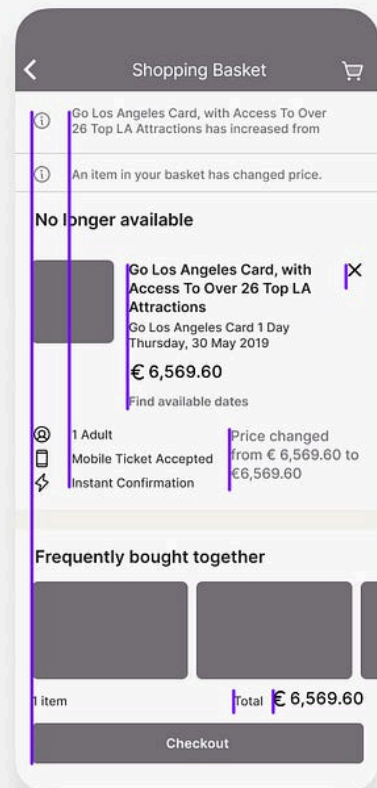 Shopping Basket
Go Los Angeles Card, with Access To Over
26 Top LA Attractions has increased from
An item in your basket has changed price.
No longer available
Go Los Angeles Card, with
Access To Over 26 Top LA
Attractions
Go Los Angeles Card 1 Day
Thursday, 30 May 2019
€ 6,569.60
Find available dates
1 Adult
Mobile Ticket Accepted
Instant Confirmation
Price changed
from € 6,569.60 to
€6,569.60
Frequently bought together
1 item
Total € 6,569.60
Checkout